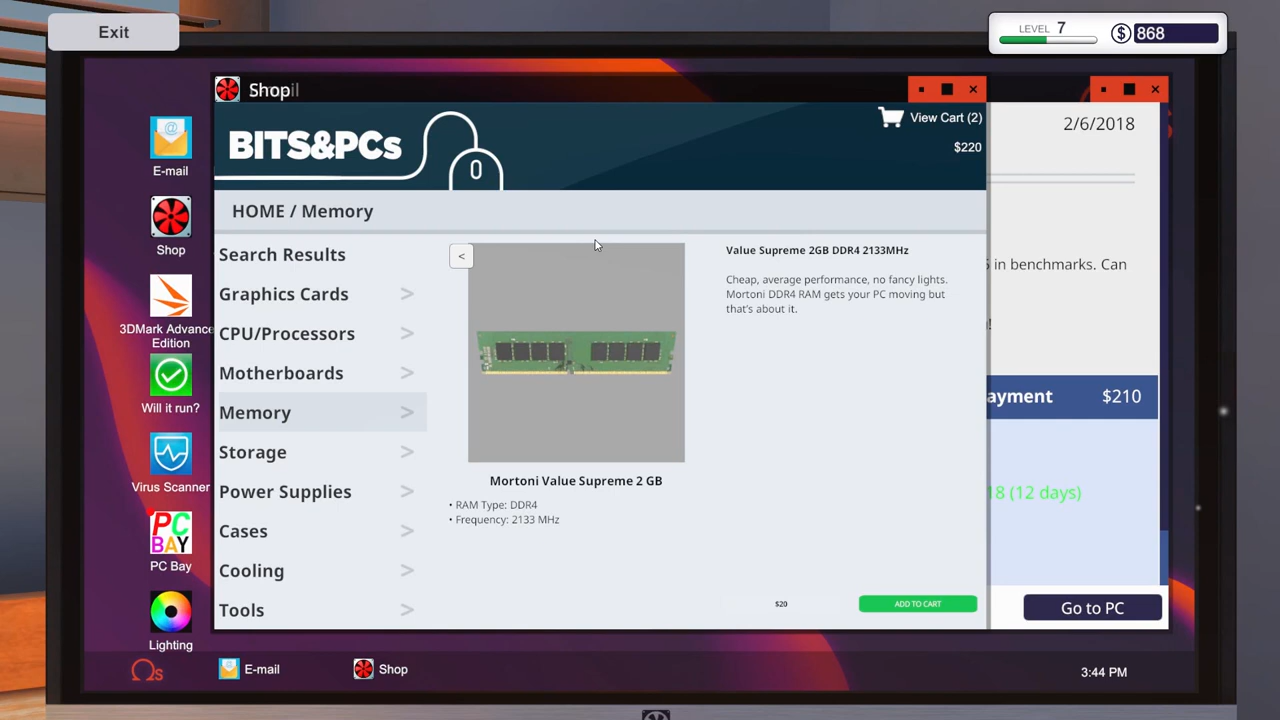 Exit
LEVEL 7
$ 868
Shop
BITS&PCs
View Cart (2)
$220
HOME / Memory
Search Results
Graphics Cards >
CPU/Processors >
Motherboards >
Memory >
Storage >
Power Supplies >
Cases >
Cooling >
Tools >
<
Mortoni Value Supreme 2 GB
• RAM Type: DDR4
• Frequency: 2133 MHz
Value Supreme 2GB DDR4 2133MHz
Cheap, average performance, no fancy lights.
Mortoni DDR4 RAM gets your PC moving but
that's about it.
$20
ADD TO CART
2/6/2018
in benchmarks. Can
ayment $210
18 (12 days)
Go to PC
E-mail
Shop
3DMark Advance
Edition
Will it run?
Virus Scanner
PC
BAY
PC Bay
Lighting
Ωs
E-mail
Shop
3:44 PM